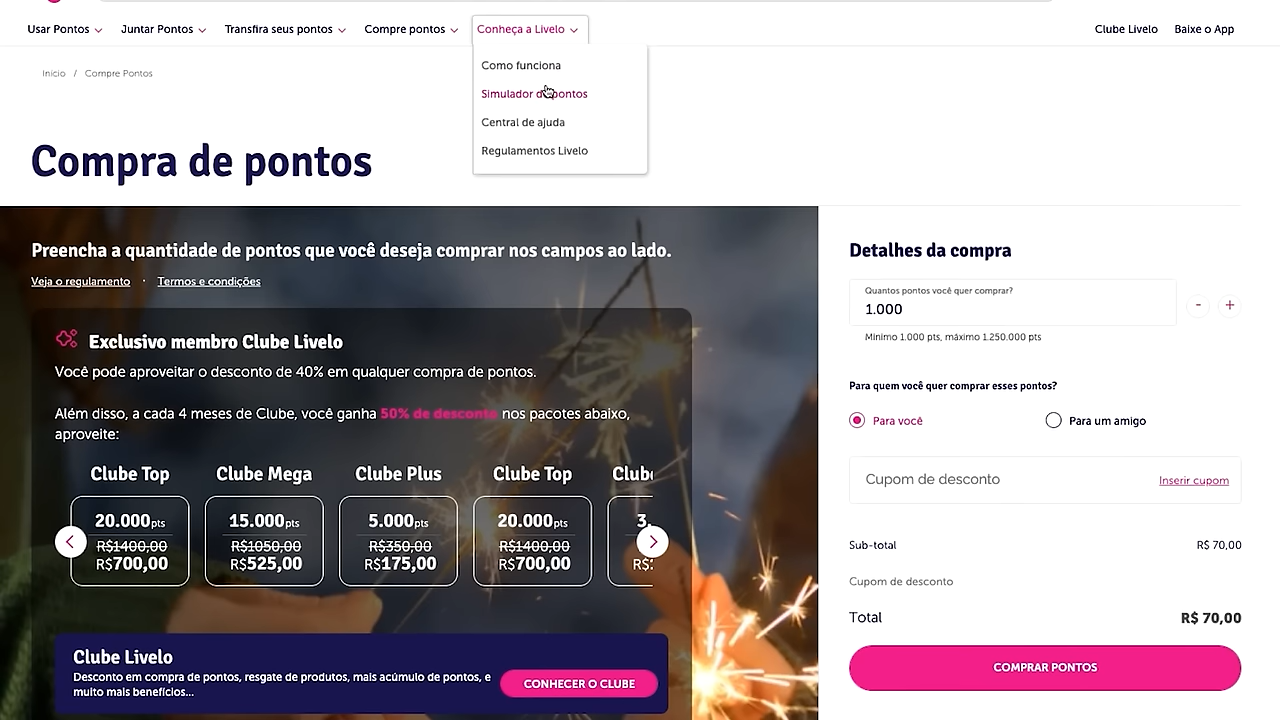 Usar Pontos
Juntar Pontos
Transfira seus pontos
Compre pontos
Conheça a Livelo
Clube Livelo
Baixe o App
Como funciona
Simulador de pontos
Central de ajuda
Regulamentos Livelo
Início / Compre Pontos
Compra de pontos
Preencha a quantidade de pontos que você deseja comprar nos campos ao lado.
Veja o regulamento · Termos e condições
Exclusivo membro Clube Livelo
Você pode aproveitar o desconto de 40% em qualquer compra de pontos.
Além disso, a cada 4 meses de Clube, você ganha 50% de desconto nos pacotes abaixo,
aproveite:
Clube Top
20.000pts
R$1400,00
R$700,00
Clube Mega
15.000pts
R$1050,00
R$525,00
Clube Plus
5.000pts
R$350,00
R$175,00
Clube Top
20.000pts
R$1400,00
R$700,00
Clube Livelo
Desconto em compra de pontos, resgate de produtos, mais acúmulo de pontos, e
muito mais benefícios...
CONHECER O CLUBE
Detalhes da compra
Quantos pontos você quer comprar?
1.000
- +
Mínimo 1.000 pts, máximo 1.250.000 pts
Para quem você quer comprar esses pontos?
Para você
Para um amigo
Cupom de desconto
Inserir cupom
Sub-total R$ 70,00
Cupom de desconto
Total R$ 70,00
COMPRAR PONTOS